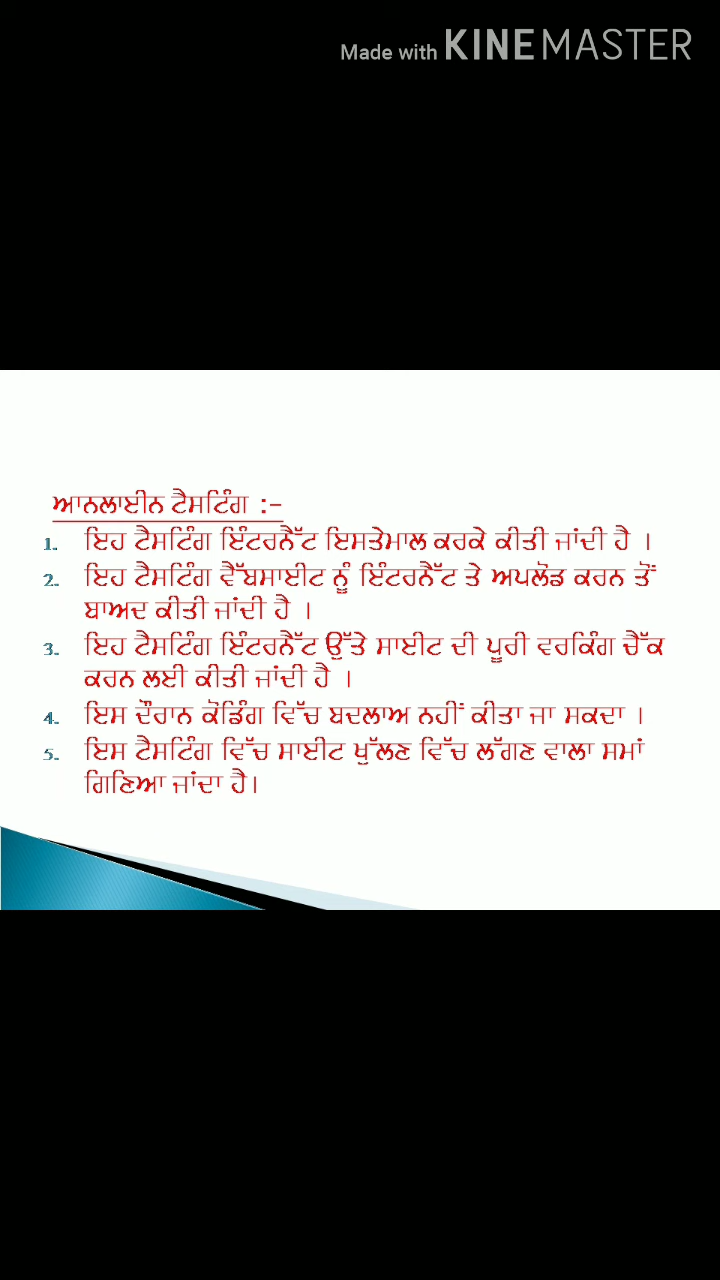 Made with KINEMASTER
ਆਨਲਾਈਨ ਟੈਸਟਿੰਗ :-
1. ਇਹ ਟੈਸਟਿੰਗ ਇੰਟਰਨੈੱਟ ਇਸਤੇਮਾਲ ਕਰਕੇ ਕੀਤੀ ਜਾਂਦੀ ਹੈ ।
2. ਇਹ ਟੈਸਟਿੰਗ ਵੈੱਬਸਾਈਟ ਨੂੰ ਇੰਟਰਨੈੱਟ ਤੇ ਅਪਲੋਡ ਕਰਨ ਤੋਂ
ਬਾਅਦ ਕੀਤੀ ਜਾਂਦੀ ਹੈ ।
3. ਇਹ ਟੈਸਟਿੰਗ ਇੰਟਰਨੈੱਟ ਉੱਤੇ ਸਾਈਟ ਦੀ ਪੂਰੀ ਵਰਕਿੰਗ ਚੈੱਕ
ਕਰਨ ਲਈ ਕੀਤੀ ਜਾਂਦੀ ਹੈ ।
4. ਇਸ ਦੌਰਾਨ ਕੋਡਿੰਗ ਵਿੱਚ ਬਦਲਾਅ ਨਹੀਂ ਕੀਤਾ ਜਾ ਸਕਦਾ ।
5. ਇਸ ਟੈਸਟਿੰਗ ਵਿੱਚ ਸਾਈਟ ਖੁੱਲਣ ਵਿੱਚ ਲੱਗਣ ਵਾਲਾ ਸਮਾਂ
ਗਿਣਿਆ ਜਾਂਦਾ ਹੈ।